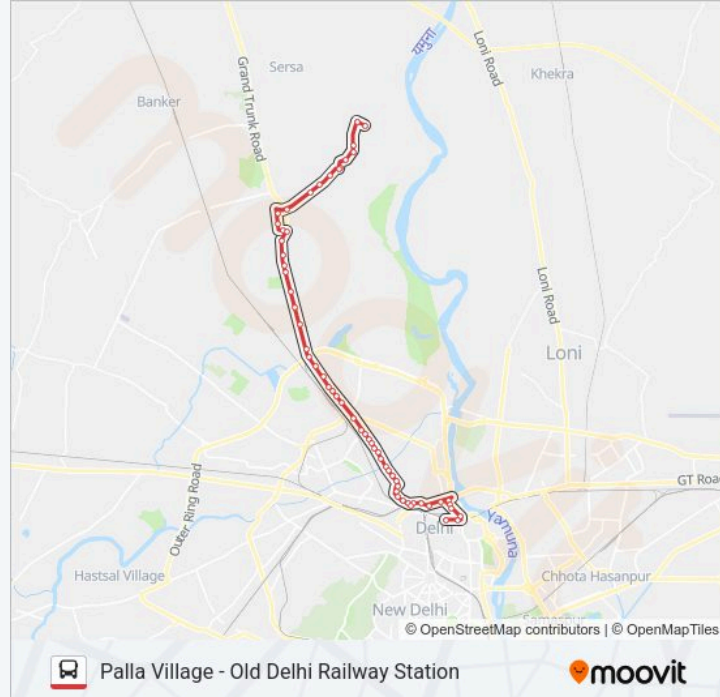 यमुना
Loni Road
Sersa
Khekra
Banker
Grand Trunk Road
Loni Road
Loni
GT Road
Outer Ring Road
Delhi
Yamuna
Hastsal Village
Chhota Hasanpur
New Delhi
© OpenStreetMap contributors | © OpenMapTiles
Palla Village - Old Delhi Railway Station
moovit